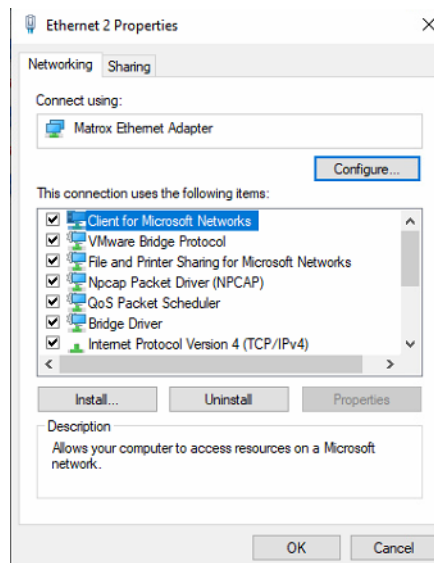 Ethernet 2 Properties
Networking
Sharing
Connect using:
Matrox Ethernet Adapter
Configure...
This connection uses the following items:
Client for Microsoft Networks
VMware Bridge Protocol
File and Printer Sharing for Microsoft Networks
Npcap Packet Driver (NPCAP)
QoS Packet Scheduler
Bridge Driver
Internet Protocol Version 4 (TCP/IPv4)
Install...
Uninstall
Properties
Description
Allows your computer to access resources on a Microsoft
network.
OK
Cancel